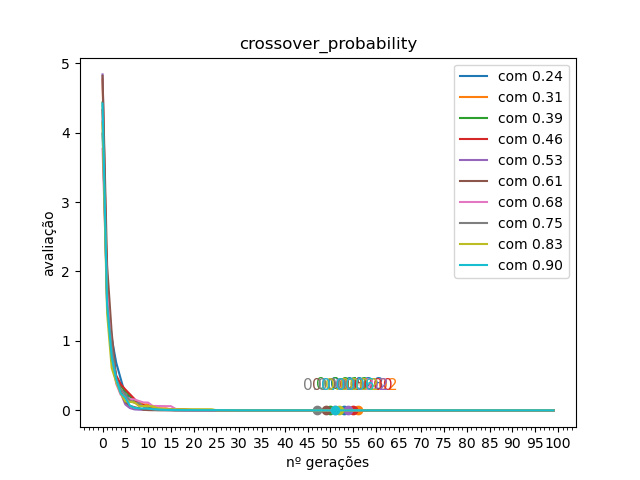 crossover_probability
5
4
3
2
1
0
avaliação
com 0.24
com 0.31
com 0.39
com 0.46
com 0.53
com 0.61
com 0.68
com 0.75
com 0.83
com 0.90
0 5 10 15 20 25 30 35 40 45 50 55 60 65 70 75 80 85 90 95 100
nº gerações